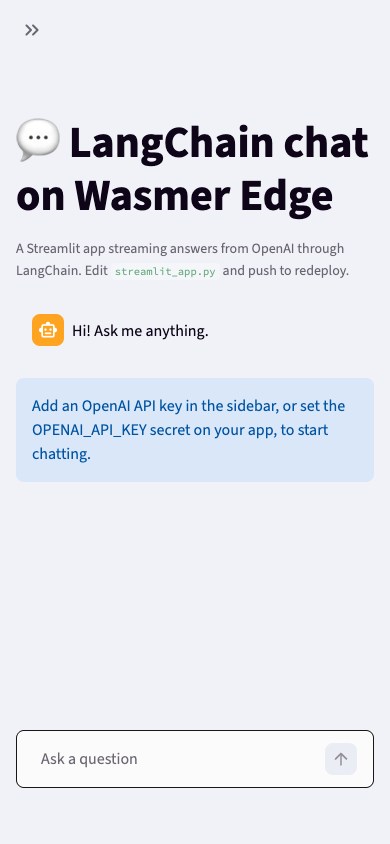 LangChain chat
on Wasmer Edge
A Streamlit app streaming answers from OpenAI through
LangChain. Edit streamlit_app.py and push to redeploy.
Hi! Ask me anything.
Add an OpenAI API key in the sidebar, or set the
OPENAI_API_KEY secret on your app, to start
chatting.
Ask a question